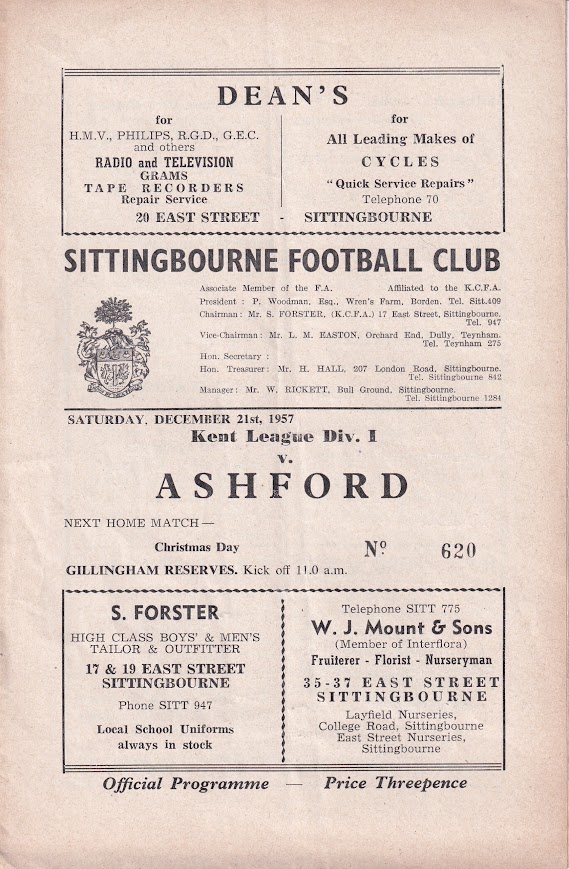 DEAN'S
for
H.M.V., PHILIPS, R.G.D., G.E.C.
and others
RADIO and TELEVISION
GRAMS
TAPE RECORDERS
Repair Service
for
All Leading Makes of
CYCLES
"Quick Service Repairs"
Telephone 70
20 EAST STREET - SITTINGBOURNE
SITTINGBOURNE FOOTBALL CLUB
Associate Member of the F.A. Affiliated to the K.C.F.A.
President : P. Woodman, Esq., Wren's Farm, Borden. Tel. Sitt.409
Chairman : Mr. S. FORSTER, (K.C.F.A.) 17 East Street, Sittingbourne.
Tel. 947
Vice-Chairman : Mr. L. M. EASTON, Orchard End, Dully, Teynham.
Tel. Teynham 275
Hon. Secretary :
Hon. Treasurer : Mr. H. HALL, 207 London Road, Sittingbourne.
Tel. Sittingbourne 842
Manager: Mr. W. RICKETT, Bull Ground, Sittingbourne.
Tel. Sittingbourne 1284
SATURDAY, DECEMBER 21st, 1957
Kent League Div. I
v.
ASHFORD
NEXT HOME MATCH —
Christmas Day
Nº 620
GILLINGHAM RESERVES. Kick off 11.0 a.m.
S. FORSTER
HIGH CLASS BOYS' & MEN'S
TAILOR & OUTFITTER
17 & 19 EAST STREET
SITTINGBOURNE
Phone SITT 947
Local School Uniforms
always in stock
Telephone SITT 775
W. J. Mount & Sons
(Member of Interflora)
Fruiterer - Florist - Nurseryman
35-37 EAST STREET
SITTINGBOURNE
Layfield Nurseries,
College Road, Sittingbourne
East Street Nurseries,
Sittingbourne
Official Programme — Price Threepence